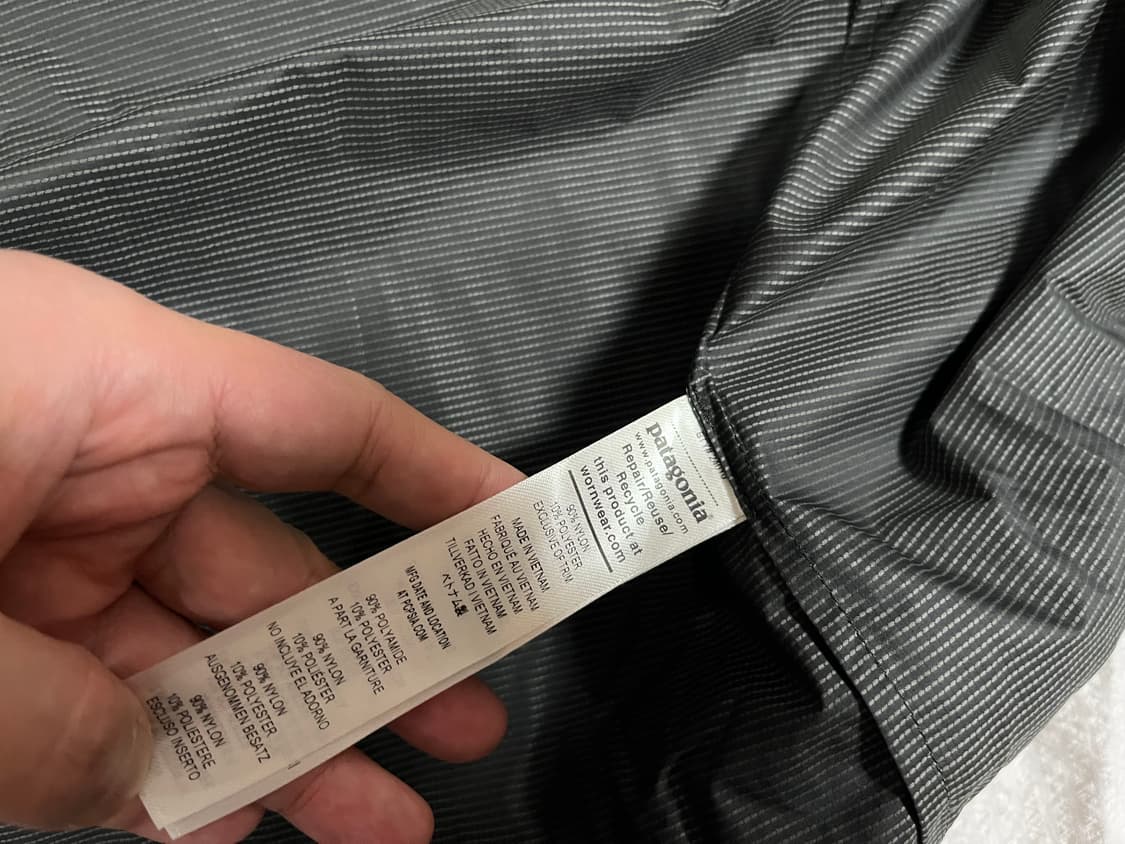 patagonia
www.patagonia.com
Repair/Reuse/
Recycle
this product at
wornwear.com
90% NYLON
10% POLYESTER
EXCLUSIVE OF TRIM
MADE IN VIETNAM
FABRIQUÉ AU VIETNAM
HECHO EN VIETNAM
FATTO IN VIETNAM
TILLVERKAD I VIETNAM
ベトナム製
MFG DATE AND LOCATION
AT PCPSIA.COM
90% POLYAMIDE
10% POLYESTER
A PART LA GARNITURE
90% NYLON
10% POLIESTER
NO INCLUYE EL ADORNO
90% NYLON
10% POLYESTER
AUSGENOMMEN BESATZ
90% NYLON
10% POLIESTERE
ESCLUSO INSERTO